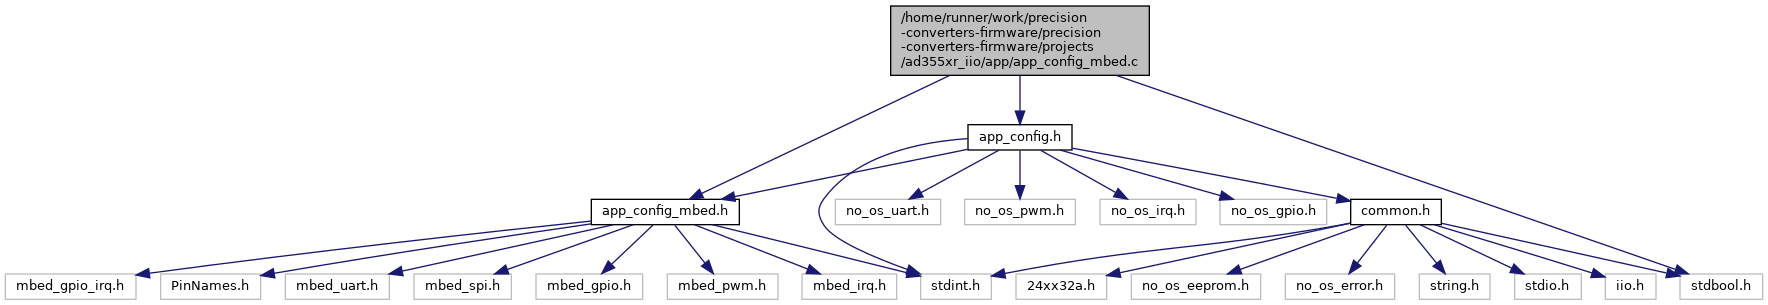 /home/runner/work/precision
-converters-firmware/precision
-converters-firmware/projects
/ad355xr_iio/app/app_config_mbed.c
app_config.h
app_config_mbed.h
no_os_uart.h
no_os_pwm.h
no_os_irq.h
no_os_gpio.h
common.h
mbed_gpio_irq.h
PinNames.h
mbed_uart.h
mbed_spi.h
mbed_gpio.h
mbed_pwm.h
mbed_irq.h
stdint.h
24xx32a.h
no_os_eeprom.h
no_os_error.h
string.h
stdio.h
iio.h
stdbool.h